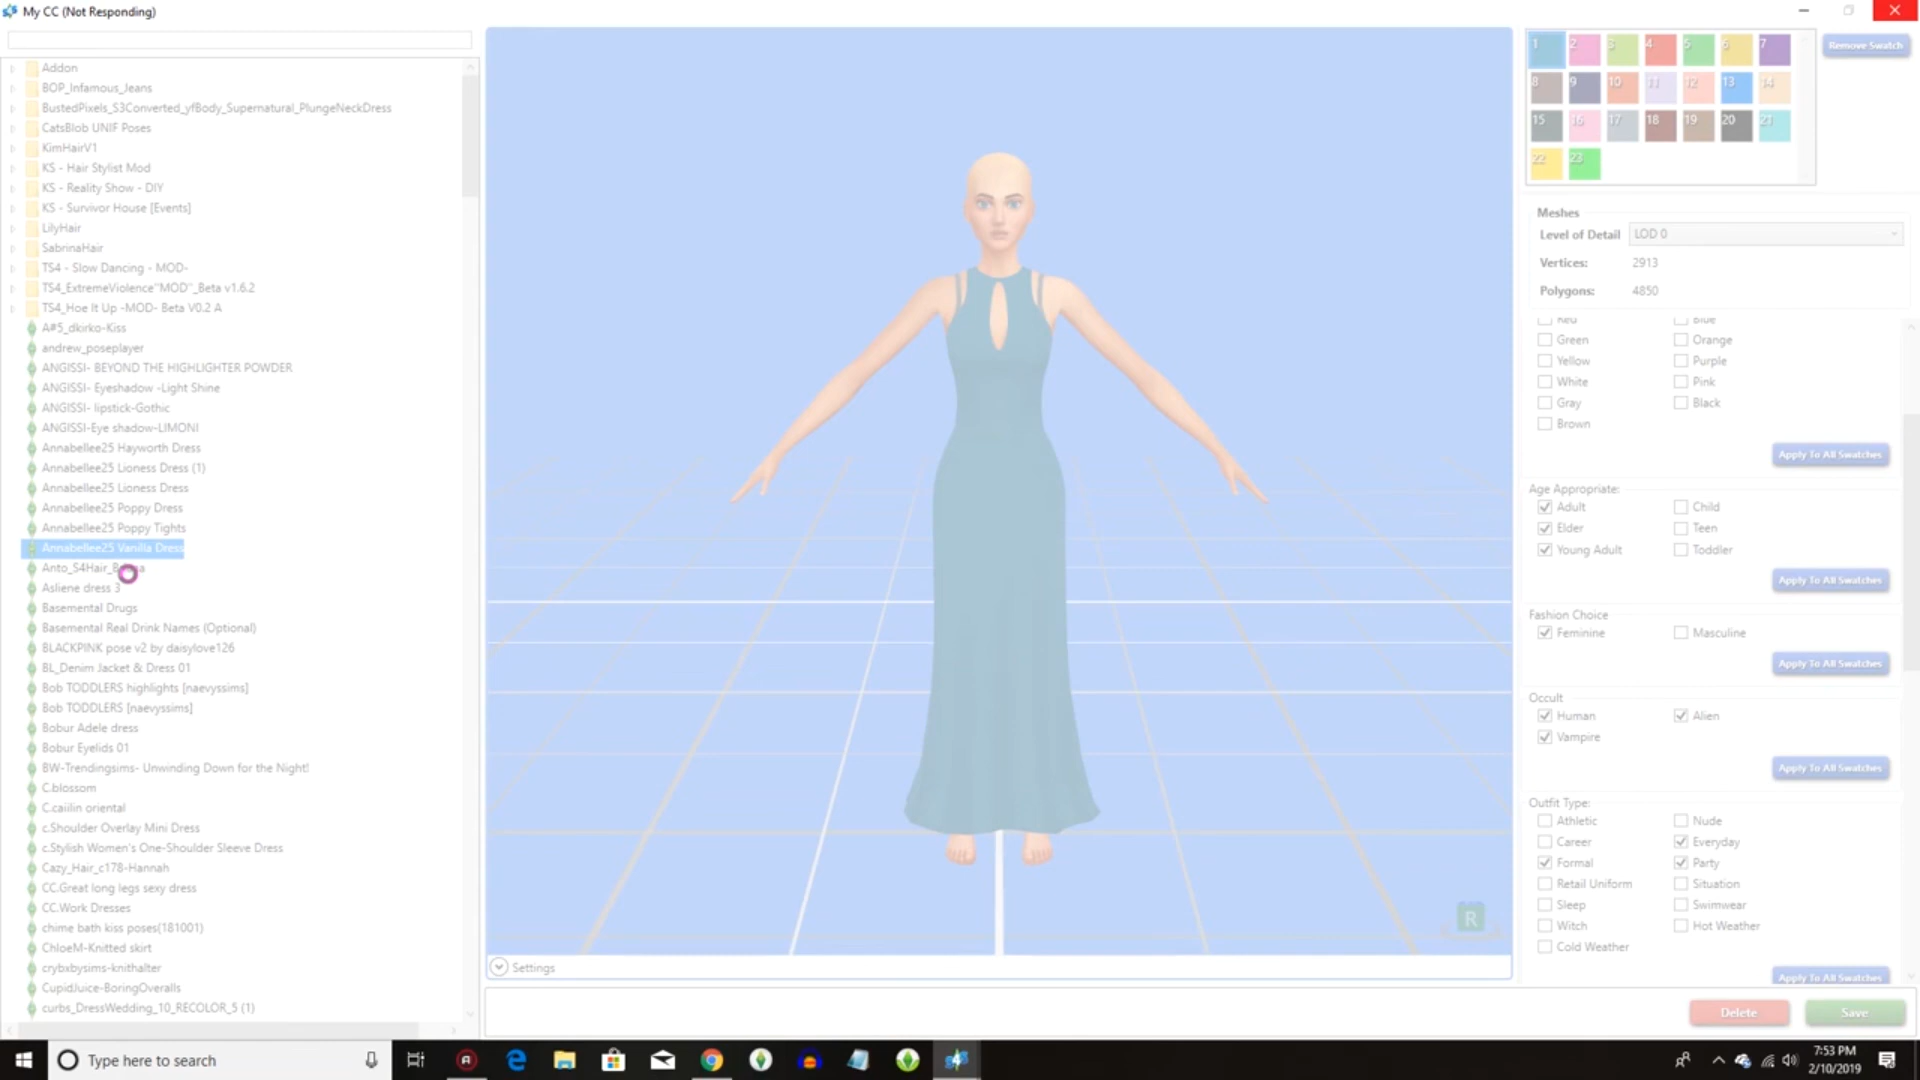 My CC (Not Responding)
Addon
BOP_Infamous_Jeans
BustedPixels_S3Converted_yfBody_Supernatural_PlungeNeckDress
CatsBlob UNIF Poses
KimHairV1
KS - Hair Stylist Mod
KS - Reality Show - DIY
KS - Survivor House [Events]
LilyHair
SabrinaHair
TS4 - Slow Dancing - MOD-
TS4_ExtremeViolence"MOD"_Beta v1.6.2
TS4_Hoe It Up -MOD- Beta V0.2 A
A#5_dkirko-Kiss
andrew_poseplayer
ANGISSI- BEYOND THE HIGHLIGHTER POWDER
ANGISSI- Eyeshadow -Light Shine
ANGISSI- lipstick-Gothic
ANGISSI-Eye shadow-LIMONI
Annabellee25 Hayworth Dress
Annabellee25 Lioness Dress (1)
Annabellee25 Lioness Dress
Annabellee25 Poppy Dress
Annabellee25 Poppy Tights
Annabellee25 Vanilla Dress
Anto_S4Hair_
Asliene dress 3
Basemental Drugs
Basemental Real Drink Names (Optional)
BLACKPINK pose v2 by daisylove126
BL_Denim Jacket & Dress 01
Bob TODDLERS highlights [naevyssims]
Bob TODDLERS [naevyssims]
Bobur Adele dress
Bobur Eyelids 01
BW-Trendingsims- Unwinding Down for the Night!
C.blossom
C.caiilin oriental
c.Shoulder Overlay Mini Dress
c.Stylish Women's One-Shoulder Sleeve Dress
Cazy_Hair_c178-Hannah
CC.Great long legs sexy dress
CC.Work Dresses
chime bath kiss poses(181001)
ChloeM-Knitted skirt
crybxbysims-knithalter
CupidJuice-BoringOveralls
curbs_DressWedding_10_RECOLOR_5 (1)
R
Settings
1 2 3 4 5 6 7
8 9 10 11 12 13 14
15 16 17 18 19 20 21
22 23
Remove Swatch
Meshes
Level of Detail LOD 0
Vertices: 2913
Polygons: 4850
Red Blue
Green Orange
Yellow Purple
White Pink
Gray Black
Brown
Apply To All Swatches
Age Appropriate:
Adult Child
Elder Teen
Young Adult Toddler
Apply To All Swatches
Fashion Choice
Feminine Masculine
Apply To All Swatches
Occult
Human Alien
Vampire
Apply To All Swatches
Outfit Type:
Athletic Nude
Career Everyday
Formal Party
Retail Uniform Situation
Sleep Swimwear
Witch Hot Weather
Cold Weather
Apply To All Swatches
Delete Save
Type here to search
7:53 PM
2/10/2019